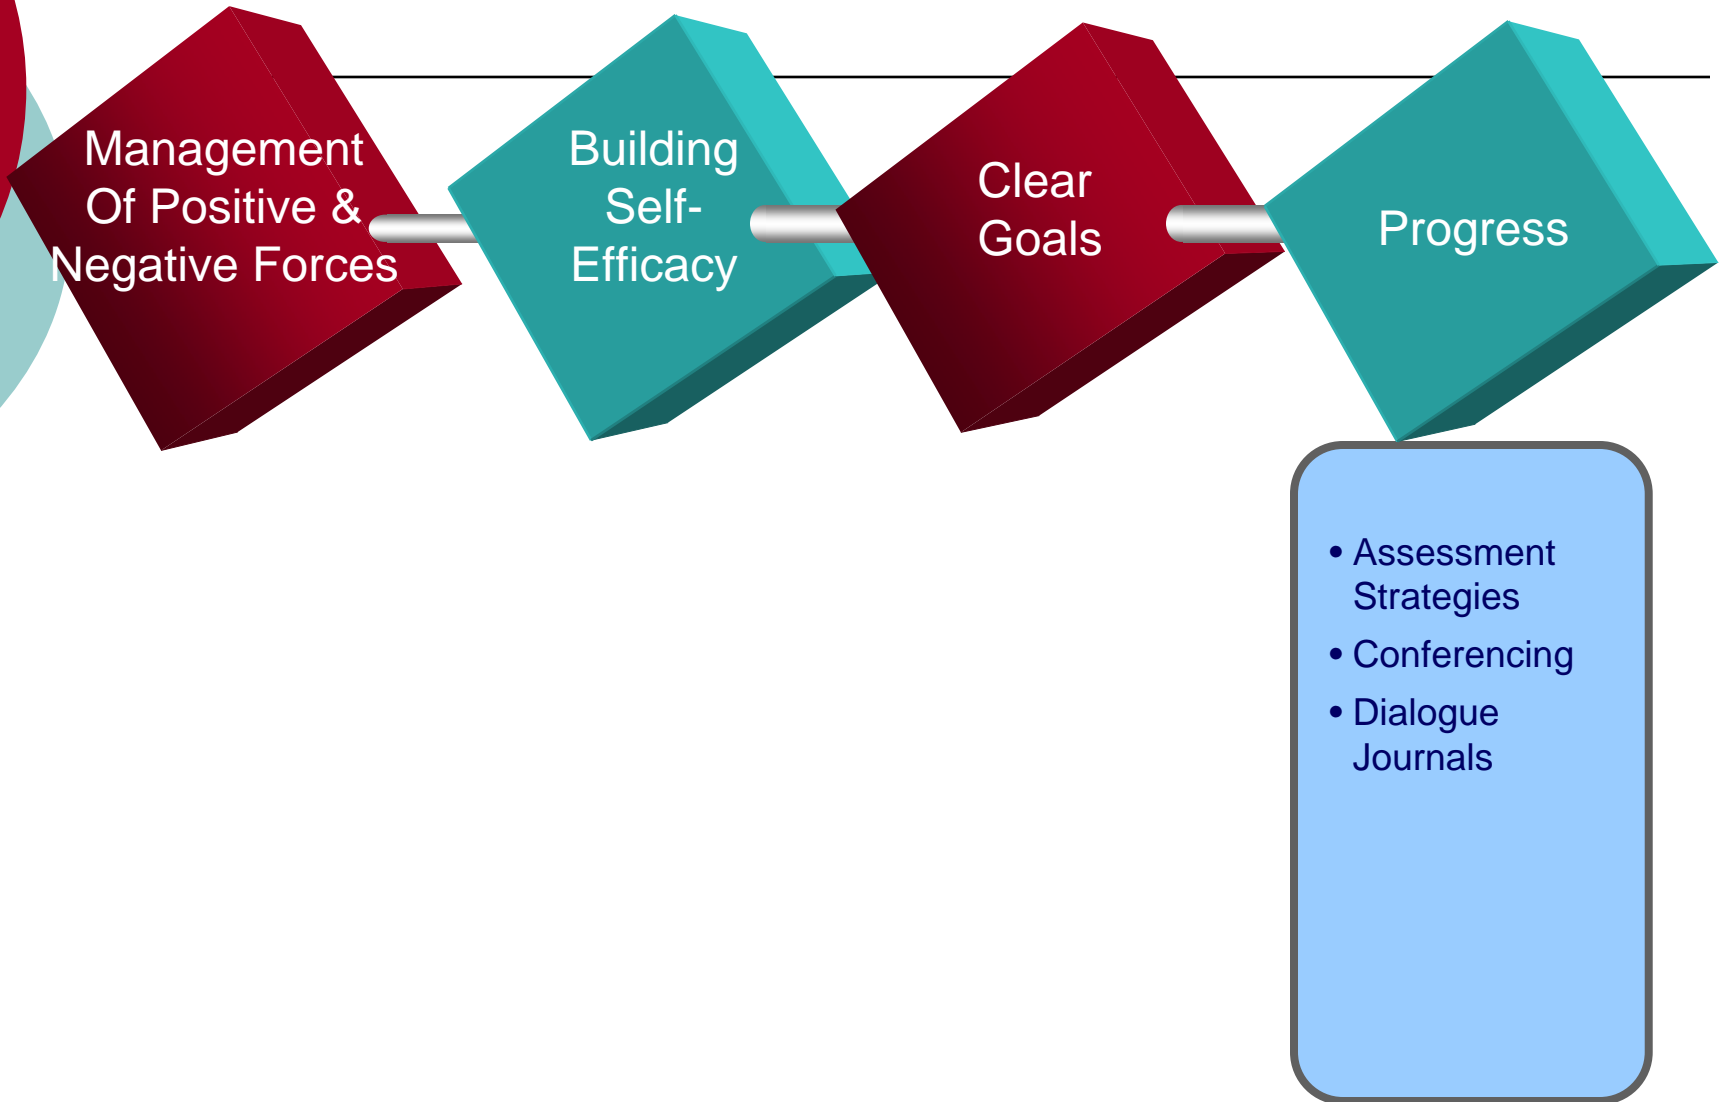 Management
Of Positive &
Negative Forces
Building
Self-
Efficacy
Clear
Goals
Progress
• Assessment
Strategies
• Conferencing
• Dialogue
Journals